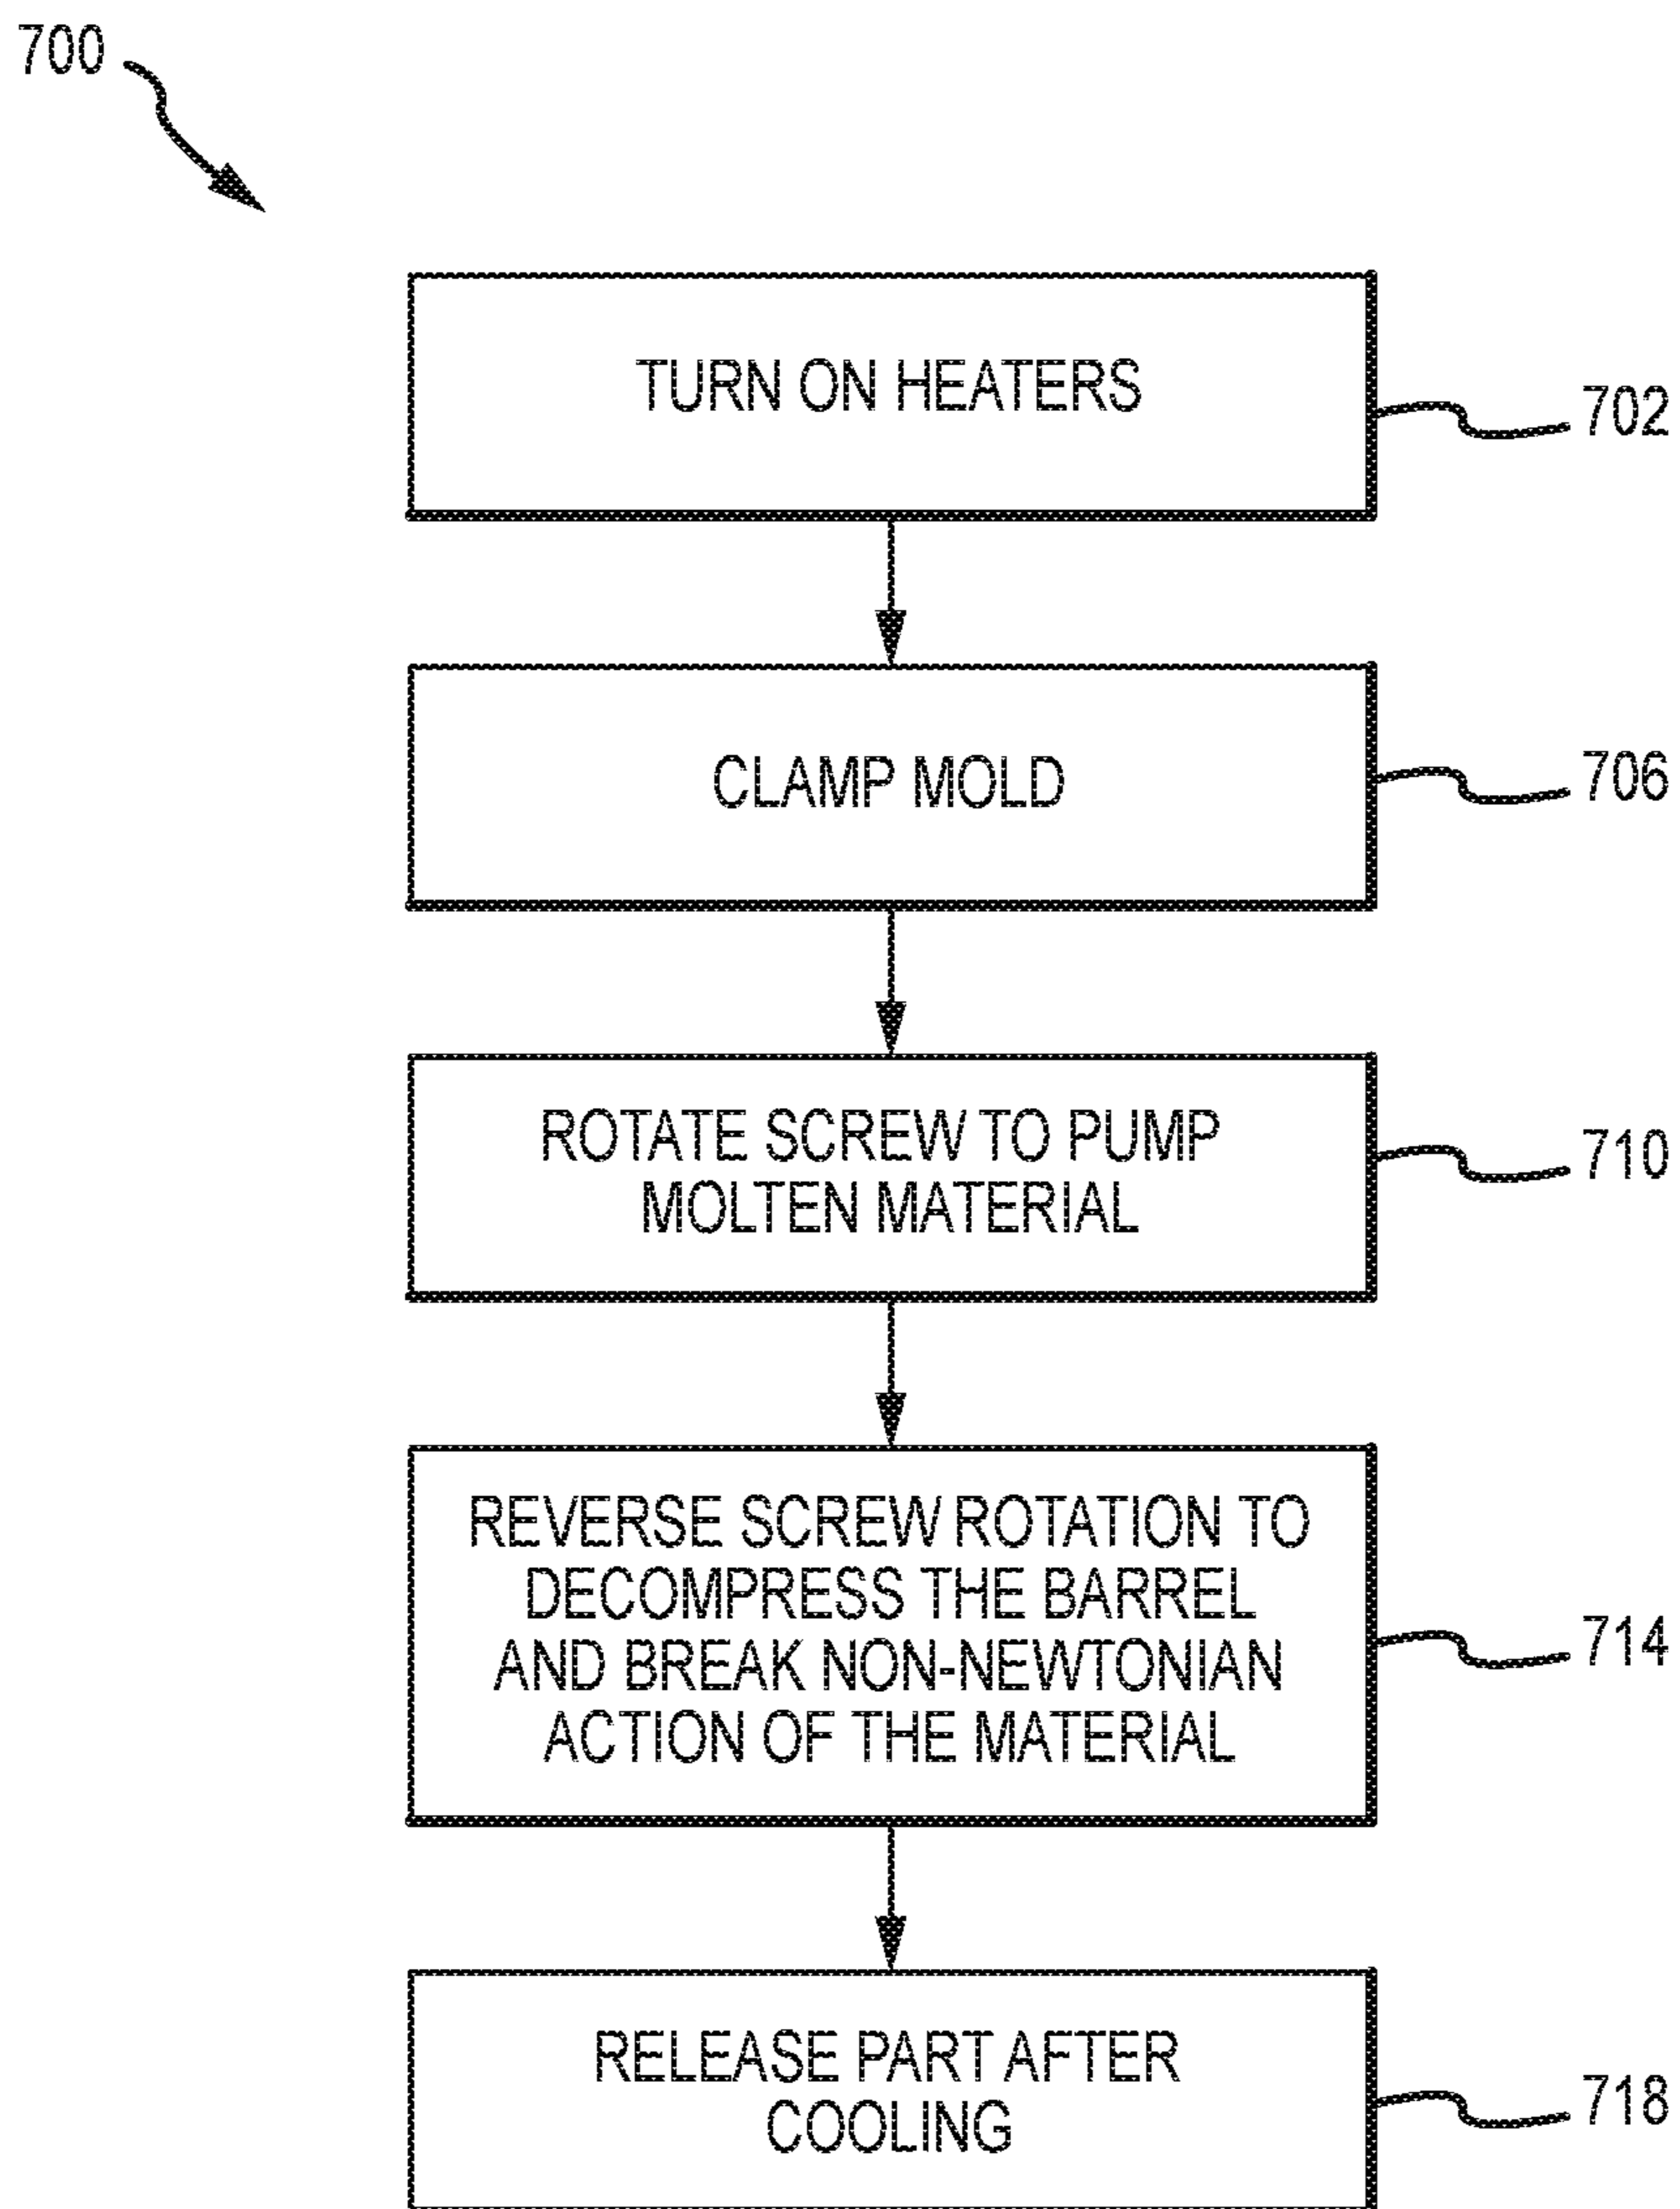 700
TURN ON HEATERS
702
CLAMP MOLD
706
ROTATE SCREW TO PUMP
MOLTEN MATERIAL
710
REVERSE SCREW ROTATION TO
DECOMPRESS THE BARREL
AND BREAK NON-NEWTONIAN
ACTION OF THE MATERIAL
714
RELEASE PART AFTER
COOLING
718